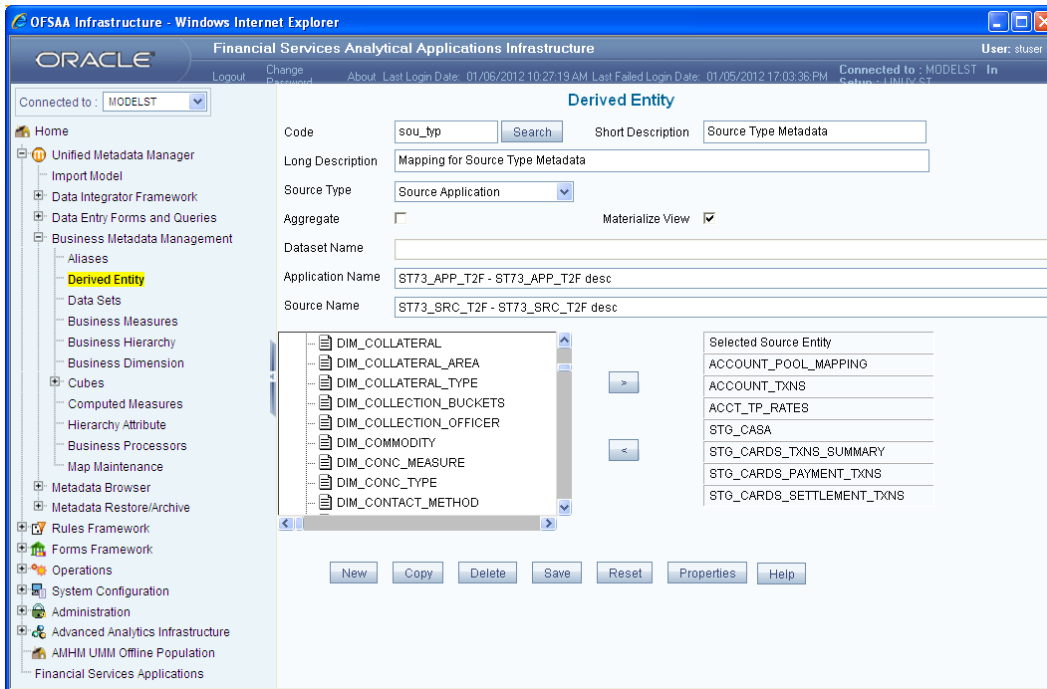 OFSAA Infrastructure - Windows Internet Explorer
ORACLE
Financial Services Analytical Applications Infrastructure
User: stuser
Logout
Change Password
About
Last Login Date: 01/06/2012 10:27:19 AM
Last Failed Login Date: 01/05/2012 17:03:36:PM
Connected to : MODELST In
Setup : LINUX ST
Connected to : MODELST
Home
Unified Metadata Manager
Import Model
Data Integrator Framework
Data Entry Forms and Queries
Business Metadata Management
Aliases
Derived Entity
Data Sets
Business Measures
Business Hierarchy
Business Dimension
Cubes
Computed Measures
Hierarchy Attribute
Business Processors
Map Maintenance
Metadata Browser
Metadata Restore/Archive
Rules Framework
Forms Framework
Operations
System Configuration
Administration
Advanced Analytics Infrastructure
AMHM UMM Offline Population
Financial Services Applications
Derived Entity
Code sou_typ Search Short Description Source Type Metadata
Long Description Mapping for Source Type Metadata
Source Type Source Application
Aggregate Materialize View
Dataset Name
Application Name ST73_APP_T2F - ST73_APP_T2F desc
Source Name ST73_SRC_T2F - ST73_SRC_T2F desc
DIM_COLLATERAL
DIM_COLLATERAL_AREA
DIM_COLLATERAL_TYPE
DIM_COLLECTION_BUCKETS
DIM_COLLECTION_OFFICER
DIM_COMMODITY
DIM_CONC_MEASURE
DIM_CONC_TYPE
DIM_CONTACT_METHOD
>
<
Selected Source Entity
ACCOUNT_POOL_MAPPING
ACCOUNT_TXNS
ACCT_TP_RATES
STG_CASA
STG_CARDS_TXNS_SUMMARY
STG_CARDS_PAYMENT_TXNS
STG_CARDS_SETTLEMENT_TXNS
New Copy Delete Save Reset Properties Help